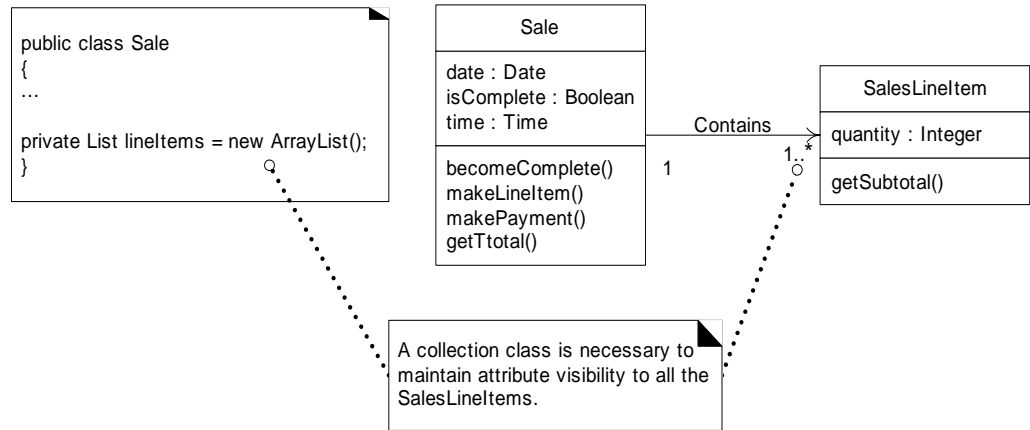 public class Sale
{
...
private List lineItems = new ArrayList();
}
Sale
date : Date
isComplete : Boolean
time : Time
becomeComplete()
makeLineItem()
makePayment()
getTtotal()
Contains
1
1..*
SalesLineItem
quantity : Integer
getSubtotal()
A collection class is necessary to
maintain attribute visibility to all the
SalesLineItems.